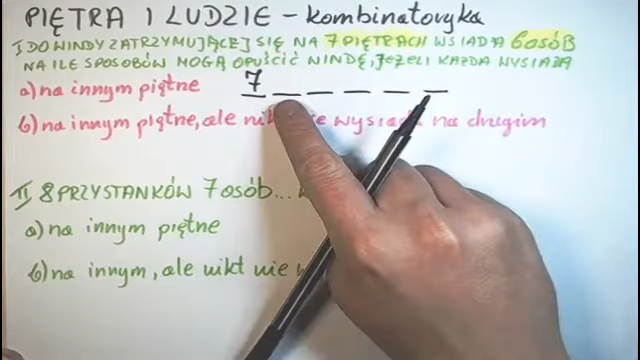 PIĘTRA I LUDZIE - kombinatoryka
I DO WINDY ZATRZYMUJĄCEJ SIĘ NA 7 PIĘTRACH WSIADA 6 OSÓB
NA ILE SPOSOBÓW MOGĄ OPUŚCIĆ WINDĘ, JEŻELI KAŻDA WYSIADA
a) na innym piętrze 7 _ _ _ _ _
b) na innym piętrze, ale nikt nie wysiada na drugim
II 8 PRZYSTANKÓW 7 osób...
a) na innym piętrze
b) na innym, ale nikt nie